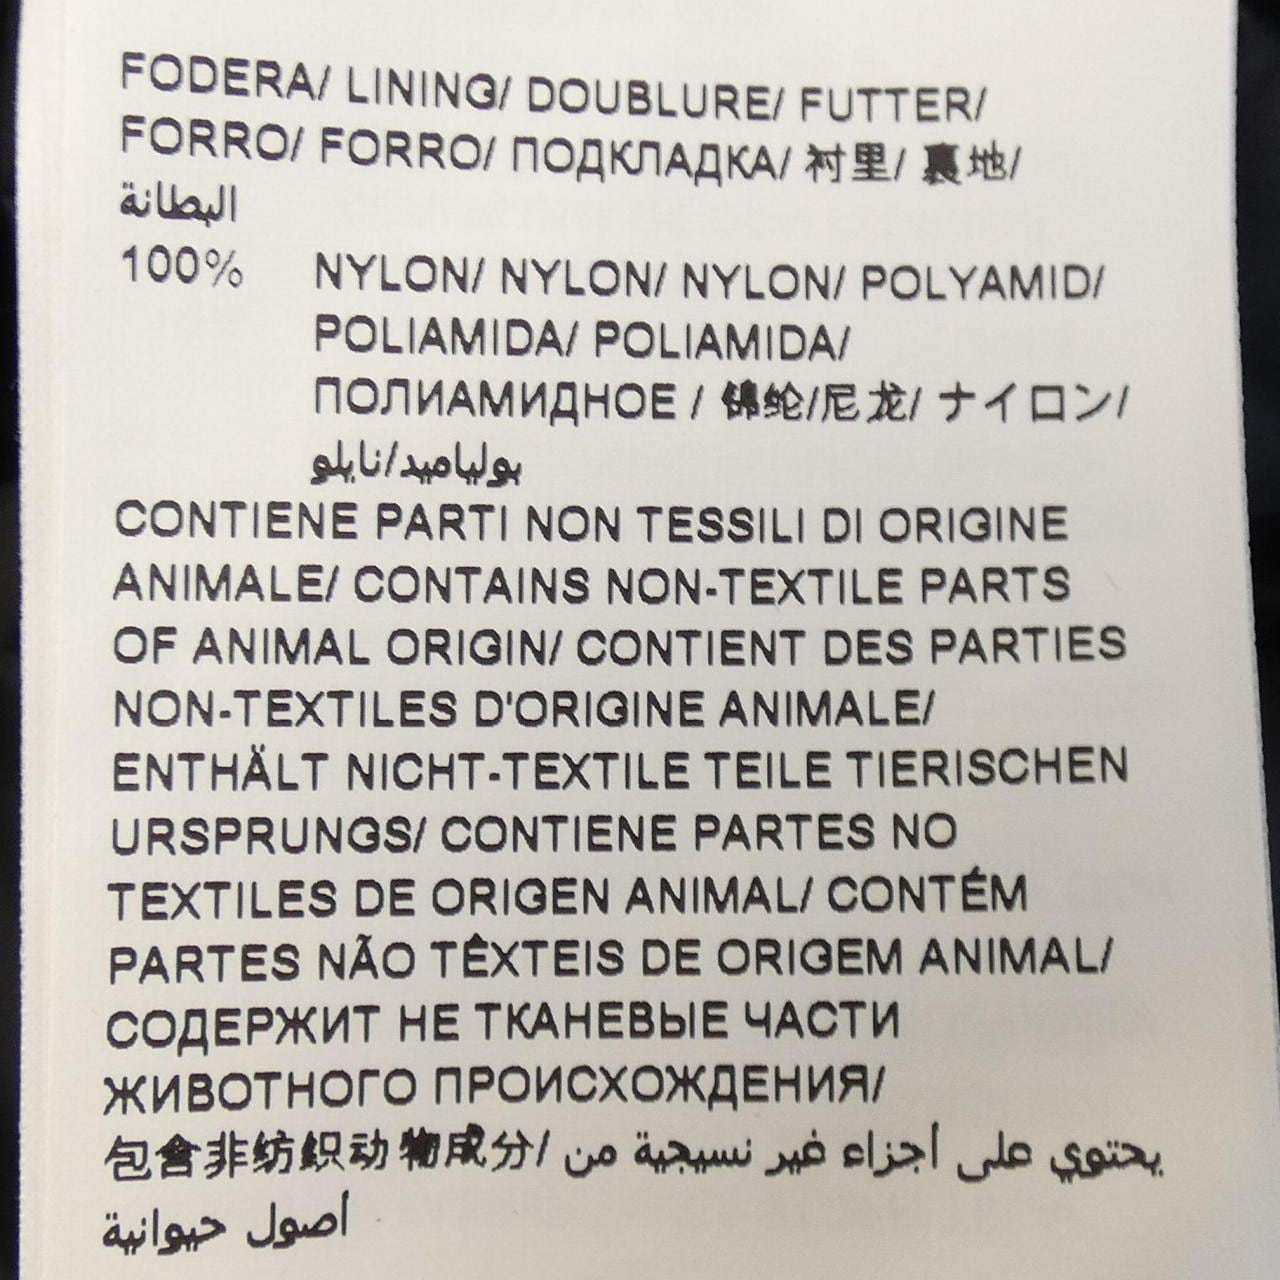 FODERA/ LINING/ DOUBLURE/ FUTTER/
FORRO/ FORRO/ ПОДКЛАДКА/ 衬里/ 裏地/
البطانة
100% NYLON/ NYLON/ NYLON/ POLYAMID/
POLIAMIDA/ POLIAMIDA/
ПОЛИАМИДНОЕ / 锦纶/尼龙/ ナイロン/
بولياميد/نايلو
CONTIENE PARTI NON TESSILI DI ORIGINE
ANIMALE/ CONTAINS NON-TEXTILE PARTS
OF ANIMAL ORIGIN/ CONTIENT DES PARTIES
NON-TEXTILES D'ORIGINE ANIMALE/
ENTHÄLT NICHT-TEXTILE TEILE TIERISCHEN
URSPRUNGS/ CONTIENE PARTES NO
TEXTILES DE ORIGEN ANIMAL/ CONTÉM
PARTES NÃO TÊXTEIS DE ORIGEM ANIMAL/
СОДЕРЖИТ НЕ ТКАНЕВЫЕ ЧАСТИ
ЖИВОТНОГО ПРОИСХОЖДЕНИЯ/
包含非纺织动物成分/ يحتوي على أجزاء غير نسيجية من
أصول حيوانية